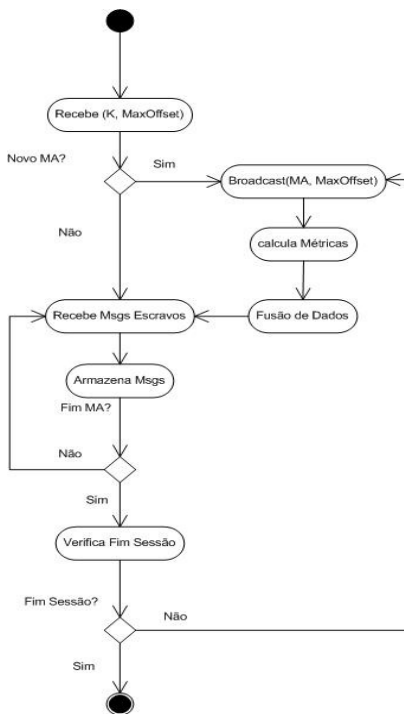 Recebe (K, MaxOffset)
Novo MA?
Sim
Broadcast(MA, MaxOffset)
Não
calcula Métricas
Recebe Msgs Escravos
Fusão de Dados
Armazena Msgs
Fim MA?
Não
Sim
Verifica Fim Sessão
Fim Sessão?
Não
Sim